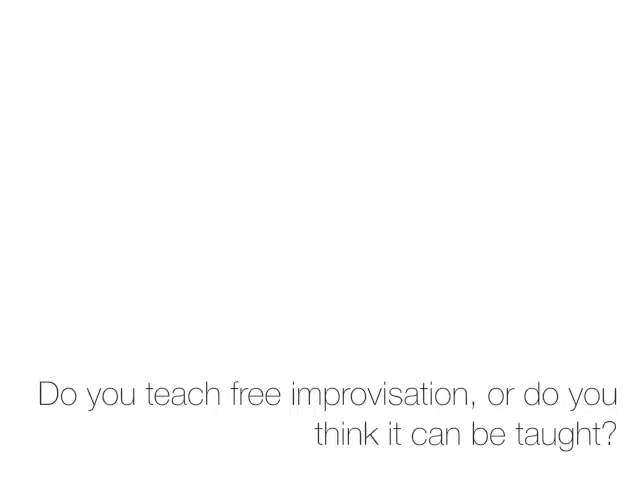 Do you teach free improvisation, or do you
think it can be taught?